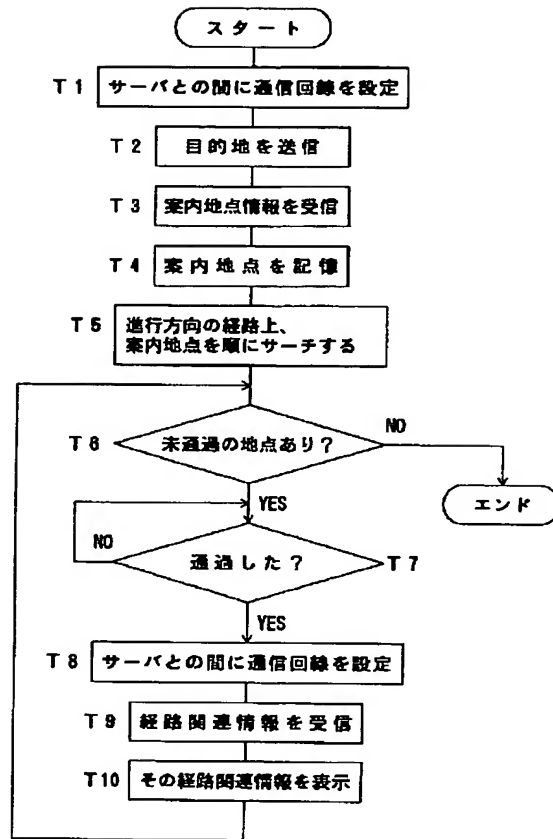 スタート
T1 サーバとの間に通信回線を設定
T2 目的地を送信
T3 案内地点情報を受信
T4 案内地点を記憶
T5 進行方向の経路上、
案内地点を順にサーチする
T6 未通過の地点あり?
NO
エンド
YES
NO
通過した?
T7
YES
T8 サーバとの間に通信回線を設定
T9 経路関連情報を受信
T10 その経路関連情報を表示